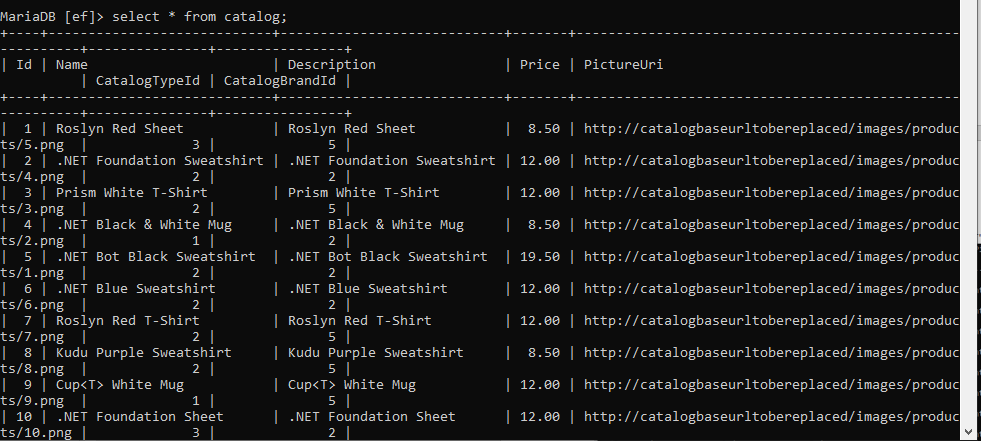 MariaDB [ef]> select * from catalog;
+----+---------------------------+---------------------------+-------+-----------------------------------------------
----------+---------------+----------------+
| Id | Name                      | Description               | Price | PictureUri
          | CatalogTypeId | CatalogBrandId |
+----+---------------------------+---------------------------+-------+-----------------------------------------------
----------+---------------+----------------+
|  1 | Roslyn Red Sheet          | Roslyn Red Sheet          |  8.50 | http://catalogbaseurltobereplaced/images/produc
ts/5.png  |             3 |              5 |
|  2 | .NET Foundation Sweatshirt | .NET Foundation Sweatshirt | 12.00 | http://catalogbaseurltobereplaced/images/produc
ts/4.png  |             2 |              2 |
|  3 | Prism White T-Shirt       | Prism White T-Shirt       | 12.00 | http://catalogbaseurltobereplaced/images/produc
ts/3.png  |             2 |              5 |
|  4 | .NET Black & White Mug    | .NET Black & White Mug    |  8.50 | http://catalogbaseurltobereplaced/images/produc
ts/2.png  |             1 |              2 |
|  5 | .NET Bot Black Sweatshirt | .NET Bot Black Sweatshirt | 19.50 | http://catalogbaseurltobereplaced/images/produc
ts/1.png  |             2 |              2 |
|  6 | .NET Blue Sweatshirt      | .NET Blue Sweatshirt      | 12.00 | http://catalogbaseurltobereplaced/images/produc
ts/6.png  |             2 |              2 |
|  7 | Roslyn Red T-Shirt        | Roslyn Red T-Shirt        | 12.00 | http://catalogbaseurltobereplaced/images/produc
ts/7.png  |             2 |              5 |
|  8 | Kudu Purple Sweatshirt    | Kudu Purple Sweatshirt    |  8.50 | http://catalogbaseurltobereplaced/images/produc
ts/8.png  |             2 |              5 |
|  9 | Cup<T> White Mug          | Cup<T> White Mug          | 12.00 | http://catalogbaseurltobereplaced/images/produc
ts/9.png  |             1 |              5 |
| 10 | .NET Foundation Sheet     | .NET Foundation Sheet     | 12.00 | http://catalogbaseurltobereplaced/images/produc
ts/10.png |             3 |              2 |